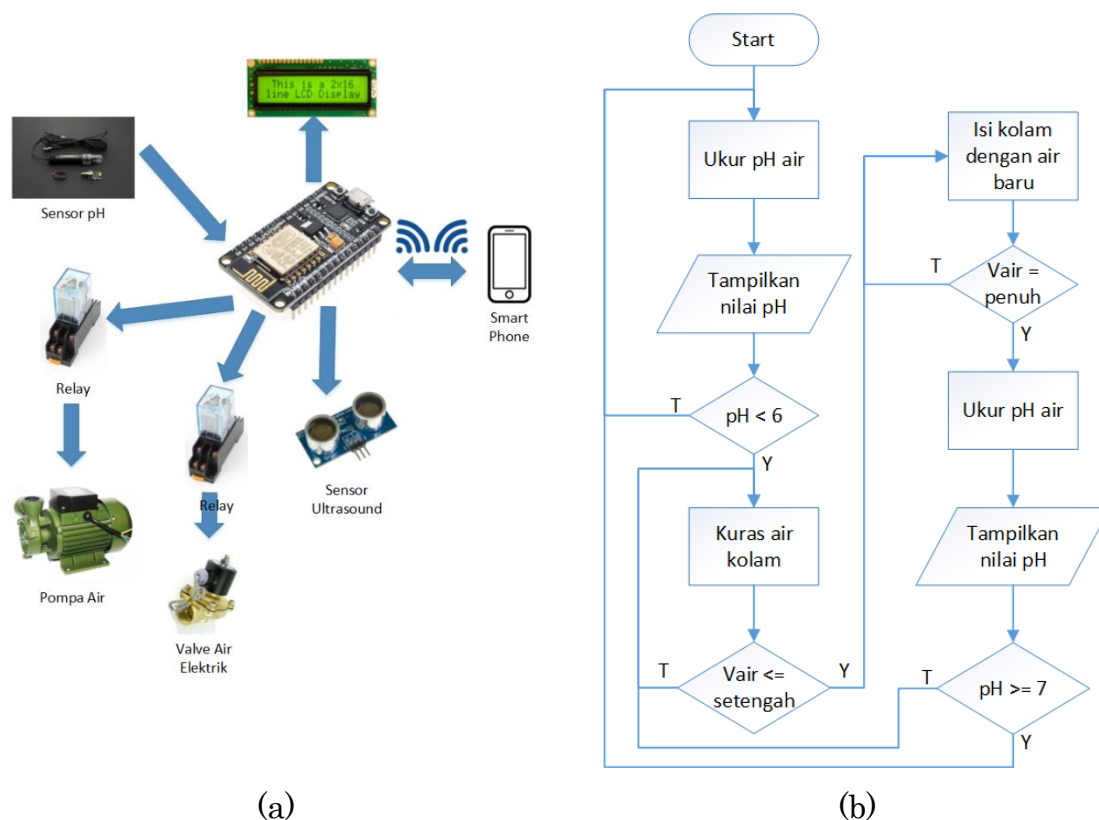 This is a 2x16
line LCD Display
Sensor pH
Smart
Phone
Relay
Relay
Sensor
Ultrasound
Pompa Air
Valve Air
Elektrik
(a)
Start
Ukur pH air
Tampilkan
nilai pH
T
pH < 6
Y
Kuras air
kolam
T
Vair <=
setengah
Y
Isi kolam
dengan air
baru
T
Vair =
penuh
Y
Ukur pH air
Tampilkan
nilai pH
T
pH >= 7
Y
(b)